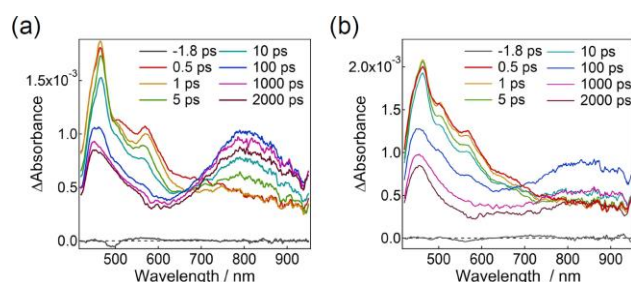 (a)
-1.8 ps 10 ps
0.5 ps 100 ps
1 ps 1000 ps
5 ps 2000 ps
1.5x10⁻³
1.0
0.5
0.0
ΔAbsorbance
500 600 700 800 900
Wavelength / nm
(b)
-1.8 ps 10 ps
0.5 ps 100 ps
1 ps 1000 ps
5 ps 2000 ps
2.0x10⁻³
1.5
1.0
0.5
0.0
ΔAbsorbance
500 600 700 800 900
Wavelength / nm